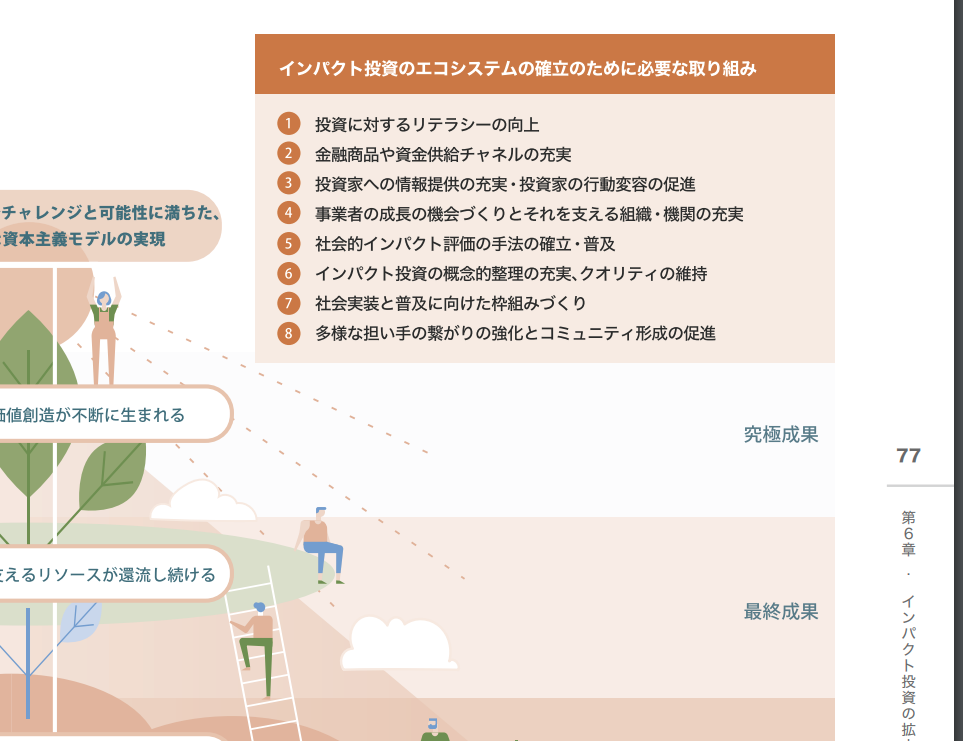 インパクト投資のエコシステムの確立のために必要な取り組み
1 投資に対するリテラシーの向上
2 金融商品や資金供給チャネルの充実
3 投資家への情報提供の充実・投資家の行動変容の促進
4 事業者の成長の機会づくりとそれを支える組織・機関の充実
5 社会的インパクト評価の手法の確立・普及
6 インパクト投資の概念的整理の充実、クオリティの維持
7 社会実装と普及に向けた枠組みづくり
8 多様な担い手の繋がりの強化とコミュニティ形成の促進
チャレンジと可能性に満ちた、
資本主義モデルの実現
価値創造が不断に生まれる
究極成果
支えるリソースが還流し続ける
最終成果
77
第6章 · インパクト投資の拡